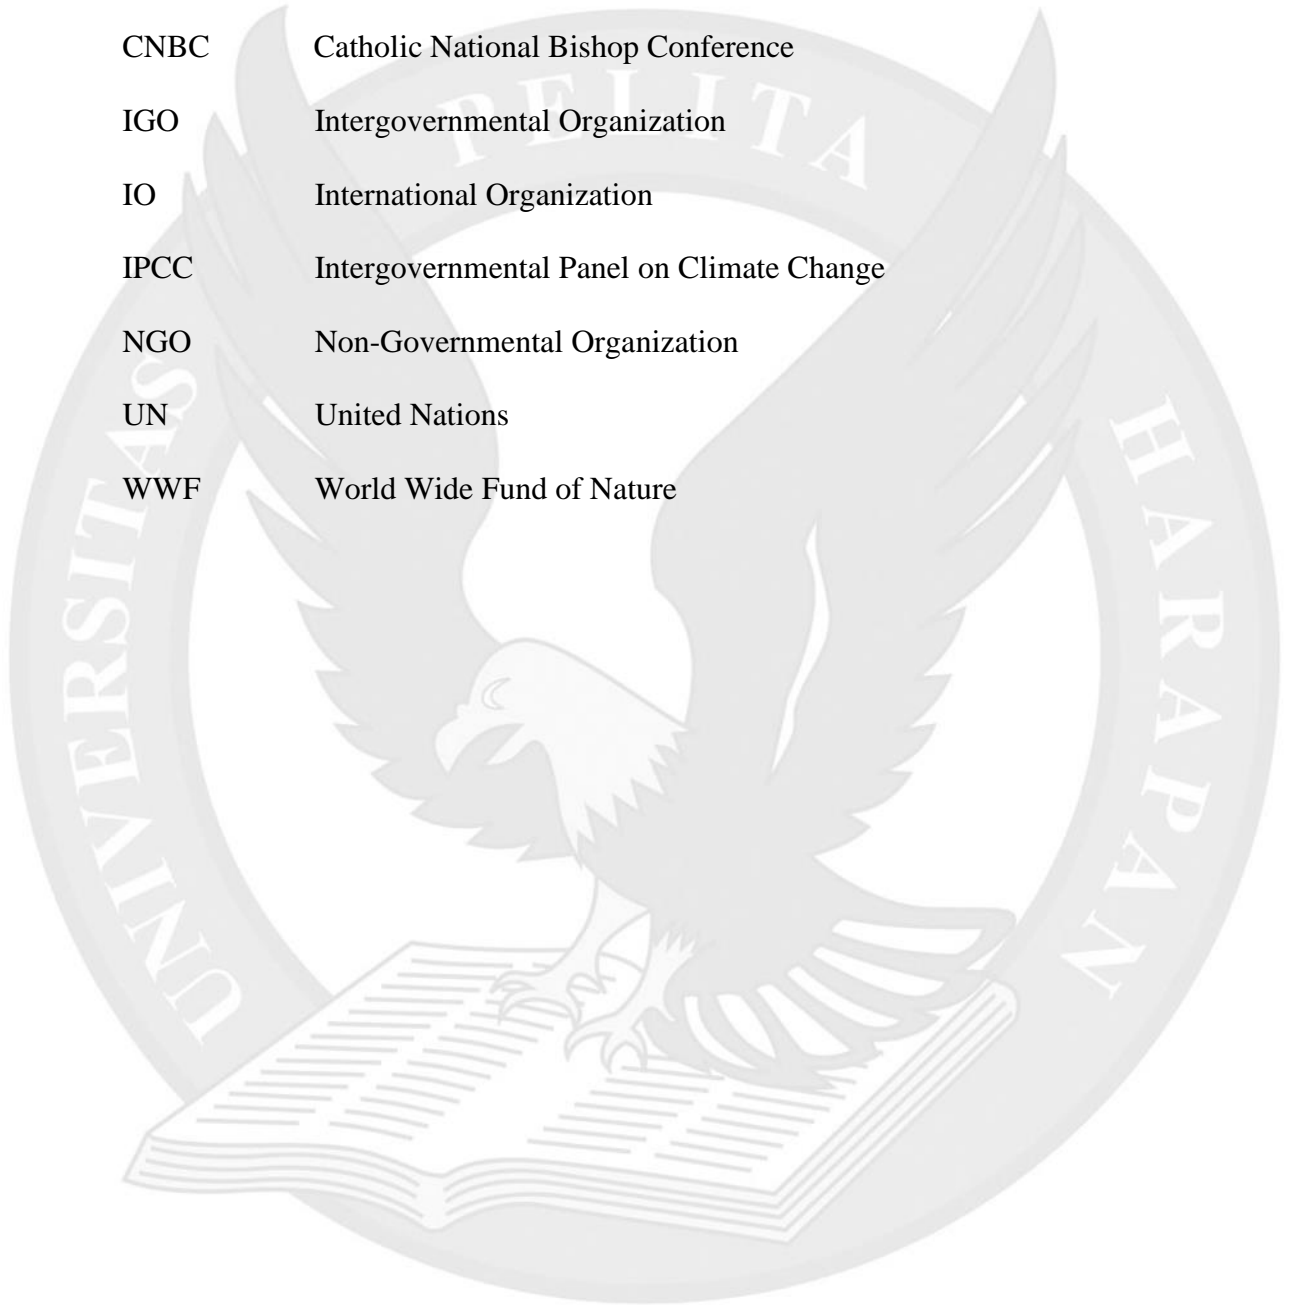 CNBC Catholic National Bishop Conference
IGO Intergovernmental Organization
IO International Organization
IPCC Intergovernmental Panel on Climate Change
NGO Non-Governmental Organization
UN United Nations
WWF World Wide Fund of Nature
UNIVERSITAS PELITA HARAPAN